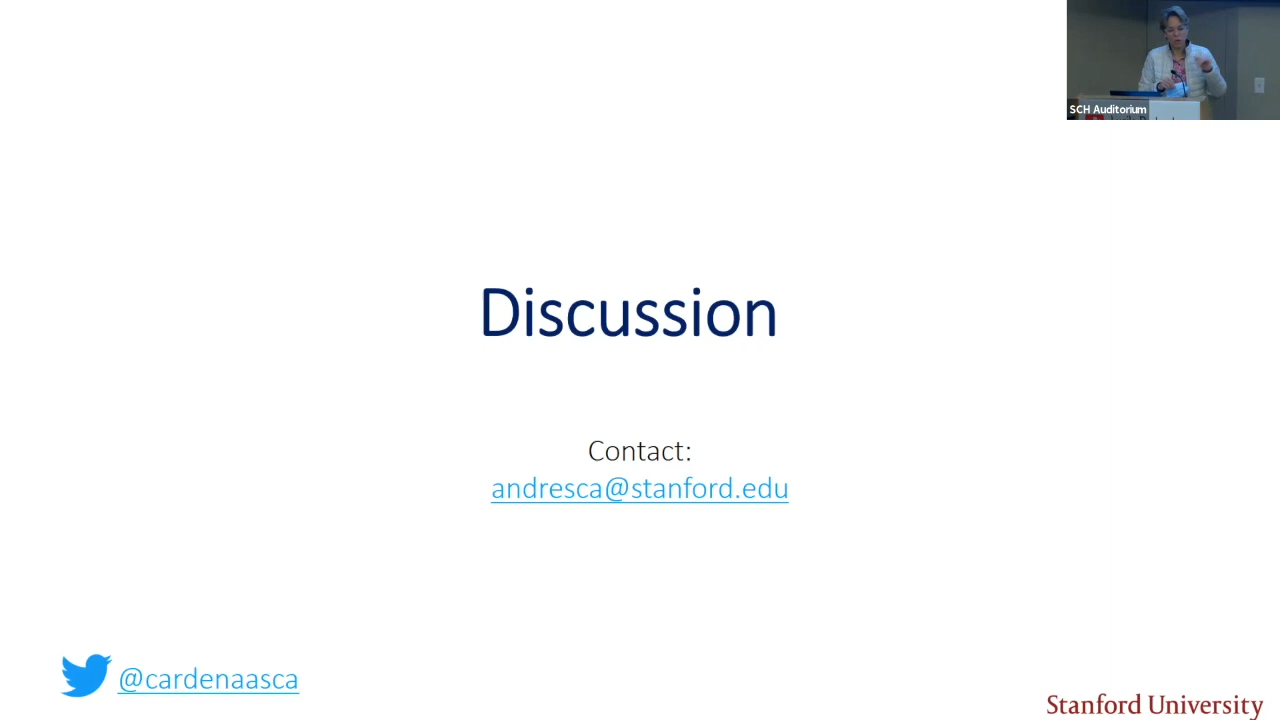 SCH Auditorium
Discussion
Contact:
andresca@stanford.edu
@cardenaasca
Stanford University